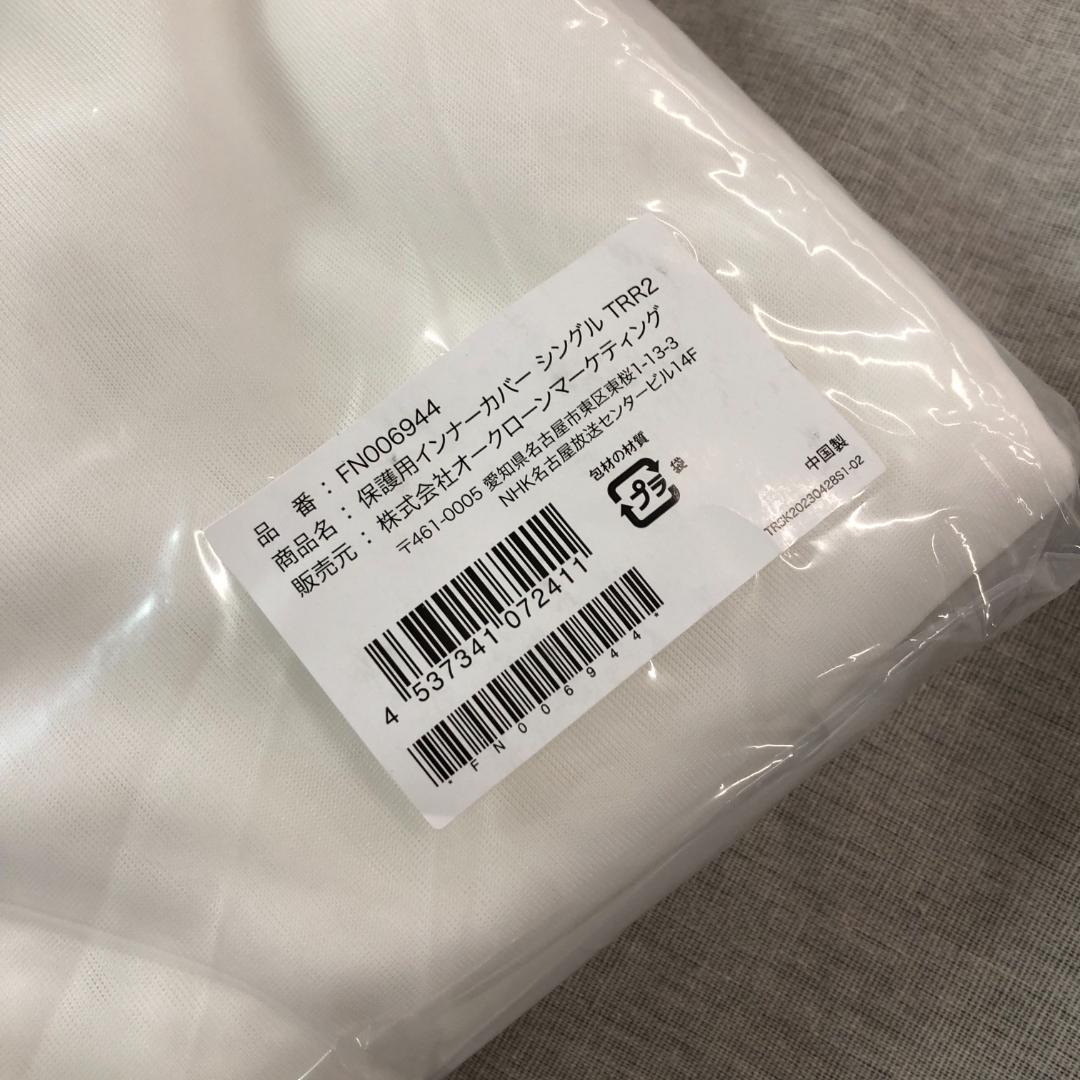 品　番：FN006944
商品名：保護用インナーカバー シングル TRR2
販売元：株式会社オークローンマーケティング
〒461-0005 愛知県名古屋市東区東桜1-13-3
NHK名古屋放送センタービル14F
包材の材質
プラ 袋
中国製
TRSK20230428S1-02
4 537341 072411
*FN006944*